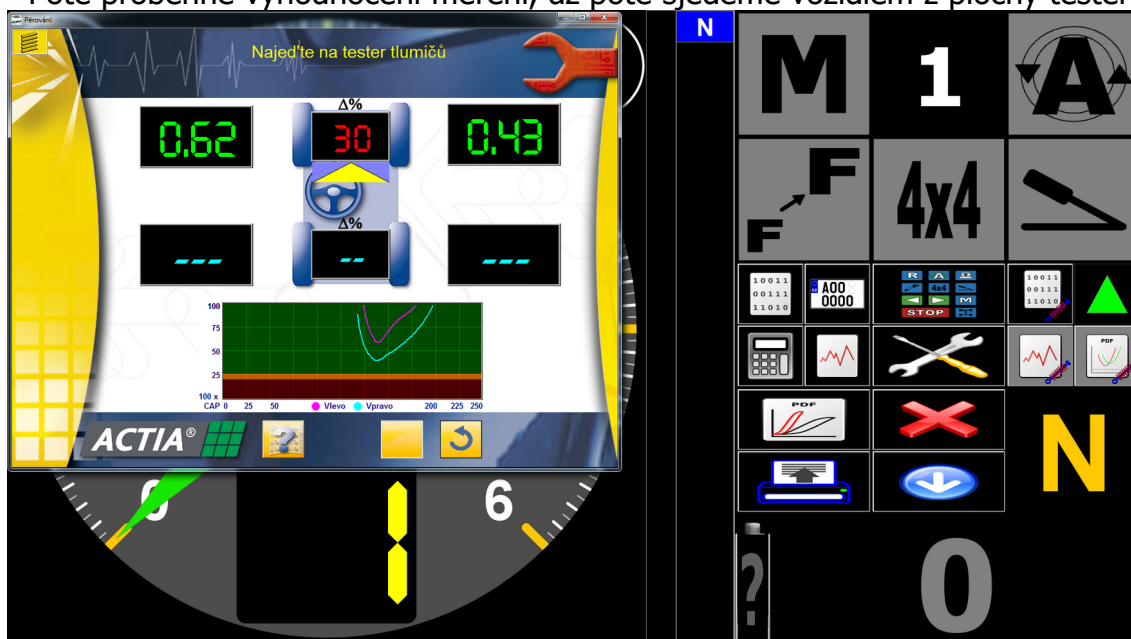 Poté proběhne vyhodnocení měření, až poté sjedeme vozidlem z plochy tester
Pérování
Najeďte na tester tlumičů
Δ%
0.62
30
0.43
Δ%
---
--
---
100
75
50
25
100 x
CAP 0 25 50 Vlevo Vpravo 200 225 250
ACTIA®
?
0
6
N
M
1
A
F
F
4x4
10011
00111
11010
A00
0000
R A
4x4
M
STOP
10011
00111
11010
PDF
PDF
N
?
0